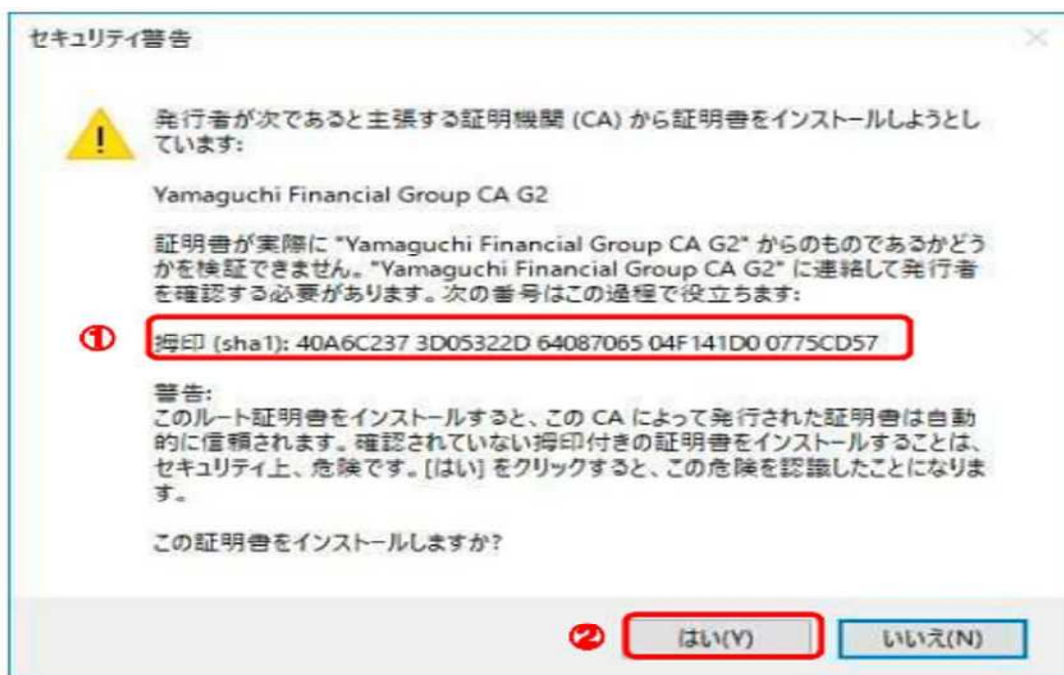 セキュリティ警告
発行者が次であると主張する証明機関 (CA) から証明書をインストールしようとし
ています:
Yamaguchi Financial Group CA G2
証明書が実際に "Yamaguchi Financial Group CA G2" からのものであるかどう
かを検証できません。"Yamaguchi Financial Group CA G2" に連絡して発行者
を確認する必要があります。次の番号はこの過程で役立ちます:
① 拇印 (sha1): 40A6C237 3D05322D 64087065 04F141D0 0775CD57
警告:
このルート証明書をインストールすると、この CA によって発行された証明書は自動
的に信頼されます。確認されていない拇印付きの証明書をインストールすることは、
セキュリティ上、危険です。[はい] をクリックすると、この危険を認識したことになりま
す。
この証明書をインストールしますか?
② はい(Y) いいえ(N)